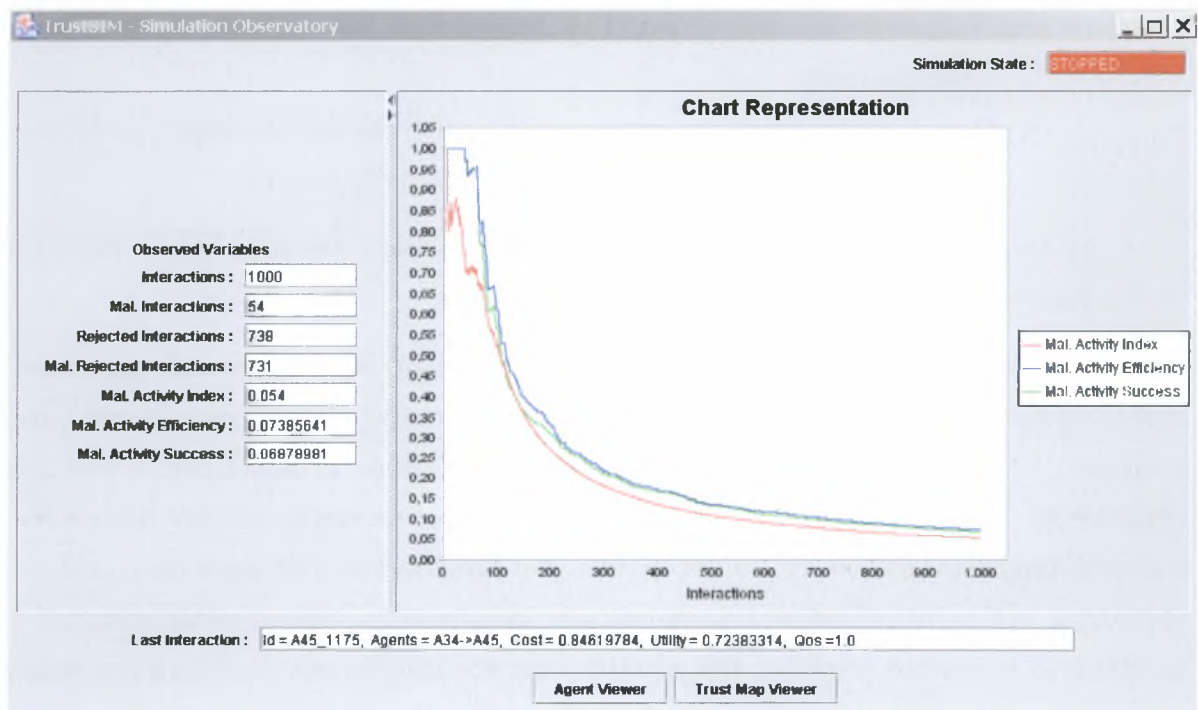 TrustSIM - Simulation Observatory
Simulation State : STOPPED
Chart Representation
1,05
1,00
0,95
0,90
0,85
0,80
0,75
0,70
0,65
0,60
0,55
0,50
0,45
0,40
0,35
0,30
0,25
0,20
0,15
0,10
0,05
0,00
0 100 200 300 400 500 600 700 800 900 1.000
Interactions
Observed Variables
Interactions : 1000
Mal. Interactions : 54
Rejected Interactions : 738
Mal. Rejected Interactions : 731
Mal. Activity Index : 0.054
Mal. Activity Efficiency : 0.07385641
Mal. Activity Success : 0.06878981
Mal. Activity Index
Mal. Activity Efficiency
Mal. Activity Success
Last Interaction : Id = A45_1175, Agents = A34->A45, Cost = 0.84619784, Utility = 0.72383314, Qos =1.0
Agent Viewer Trust Map Viewer